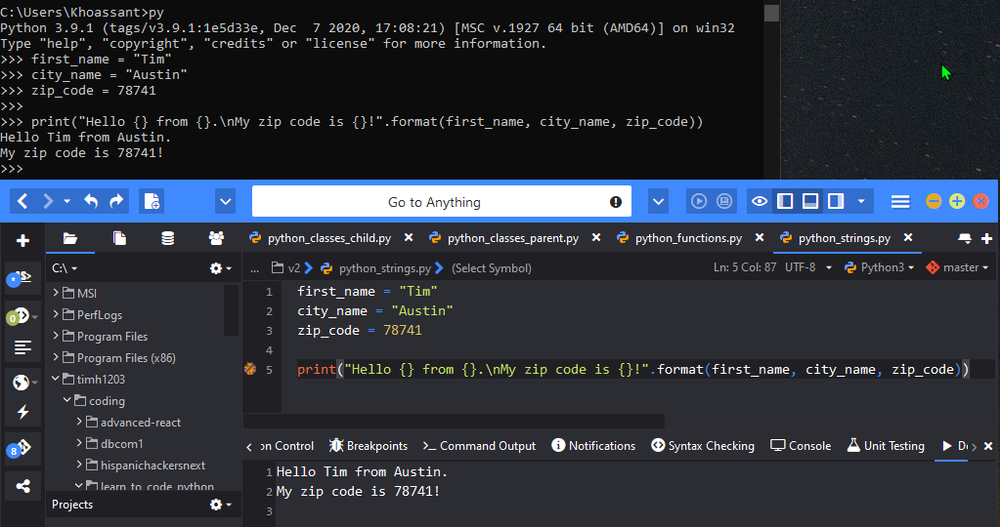 C:\Users\Khoassant>py
Python 3.9.1 (tags/v3.9.1:1e5d33e, Dec  7 2020, 17:08:21) [MSC v.1927 64 bit (AMD64)] on win32
Type "help", "copyright", "credits" or "license" for more information.
>>> first_name = "Tim"
>>> city_name = "Austin"
>>> zip_code = 78741
>>>
>>> print("Hello {} from {}.\nMy zip code is {}!".format(first_name, city_name, zip_code))
Hello Tim from Austin.
My zip code is 78741!
>>>
Go to Anything
python_classes_child.py python_classes_parent.py python_functions.py python_strings.py
C:\
... v2 python_strings.py (Select Symbol) Ln: 5 Col: 87 UTF-8 Python3 master
MSI
PerfLogs
Program Files
Program Files (x86)
timh1203
coding
advanced-react
dbcom1
hispanichackersnext
learn_to_code_python
Projects
0
8
1 first_name = "Tim"
2 city_name = "Austin"
3 zip_code = 78741
4
5 print("Hello {} from {}.\nMy zip code is {}!".format(first_name, city_name, zip_code))
on Control Breakpoints Command Output Notifications Syntax Checking Console Unit Testing
1 Hello Tim from Austin.
2 My zip code is 78741!
3